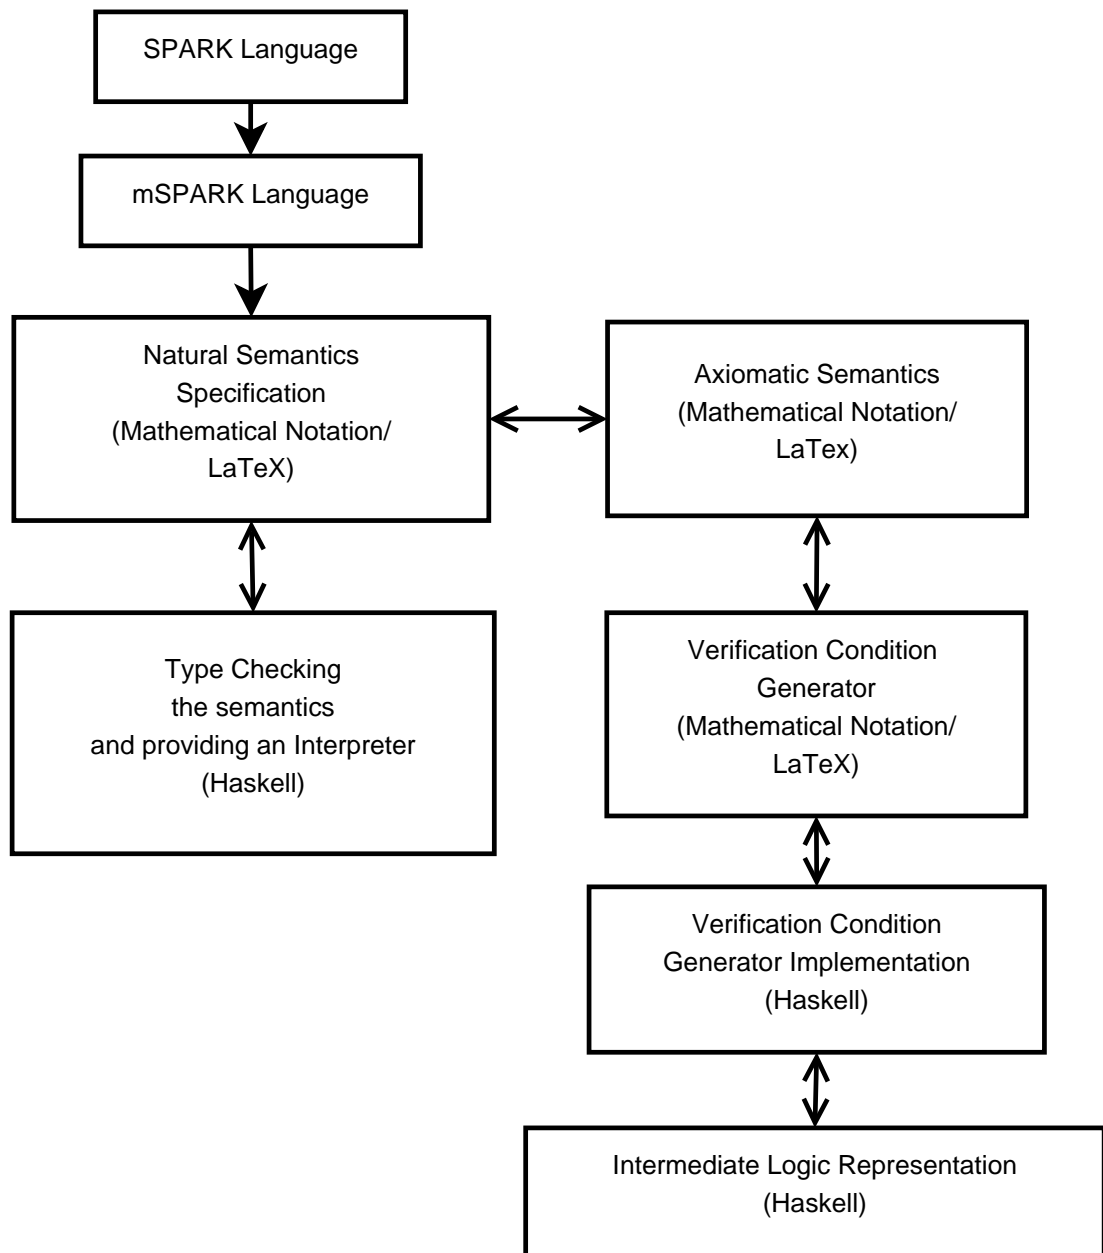 SPARK Language
mSPARK Language
Natural Semantics
Specification
(Mathematical Notation/
LaTeX)
Axiomatic Semantics
(Mathematical Notation/
LaTex)
Type Checking
the semantics
and providing an Interpreter
(Haskell)
Verification Condition
Generator
(Mathematical Notation/
LaTeX)
Verification Condition
Generator Implementation
(Haskell)
Intermediate Logic Representation
(Haskell)